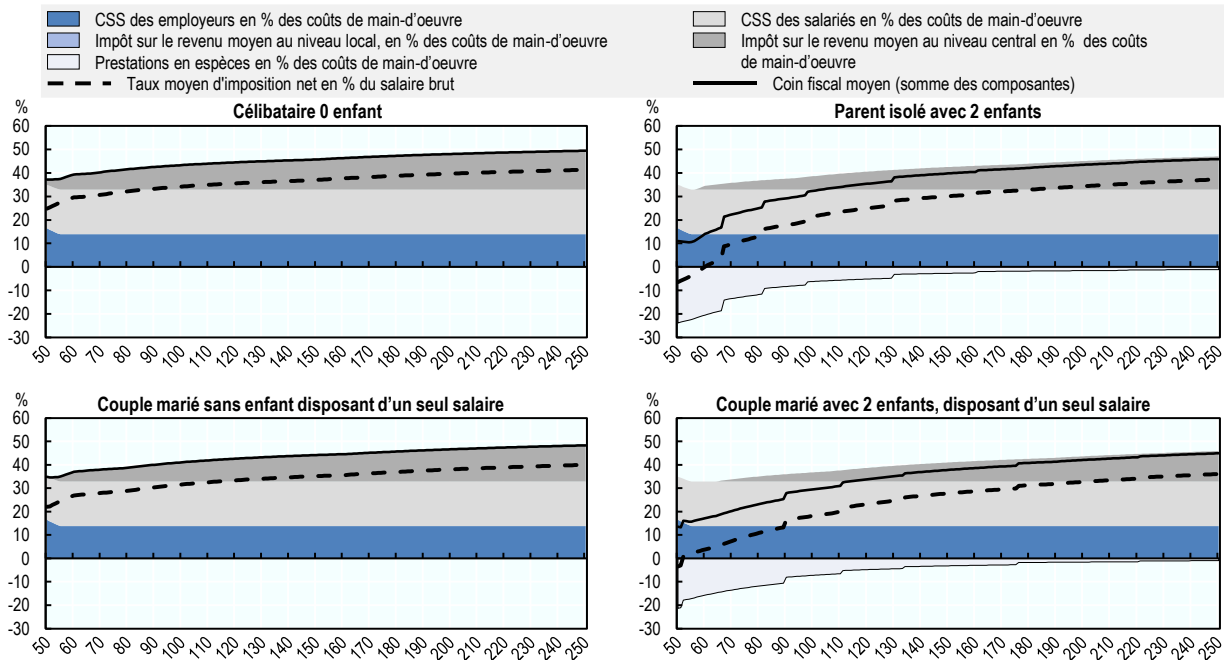 CSS des employeurs en % des coûts de main-d'oeuvre
CSS des salariés en % des coûts de main-d'oeuvre
Impôt sur le revenu moyen au niveau local, en % des coûts de main-d'oeuvre
Impôt sur le revenu moyen au niveau central en % des coûts
de main-d'oeuvre
Prestations en espèces en % des coûts de main-d'oeuvre
Taux moyen d'imposition net en % du salaire brut
Coin fiscal moyen (somme des composantes)
%
Célibataire 0 enfant
60
50
40
30
20
10
0
-10
-20
-30
50 60 70 80 90 100 110 120 130 140 150 160 170 180 190 200 210 220 230 240 250
%
Parent isolé avec 2 enfants
60
50
40
30
20
10
0
-10
-20
-30
50 60 70 80 90 100 110 120 130 140 150 160 170 180 190 200 210 220 230 240 250
%
Couple marié sans enfant disposant d’un seul salaire
60
50
40
30
20
10
0
-10
-20
-30
50 60 70 80 90 100 110 120 130 140 150 160 170 180 190 200 210 220 230 240 250
%
Couple marié avec 2 enfants, disposant d’un seul salaire
60
50
40
30
20
10
0
-10
-20
-30
50 60 70 80 90 100 110 120 130 140 150 160 170 180 190 200 210 220 230 240 250